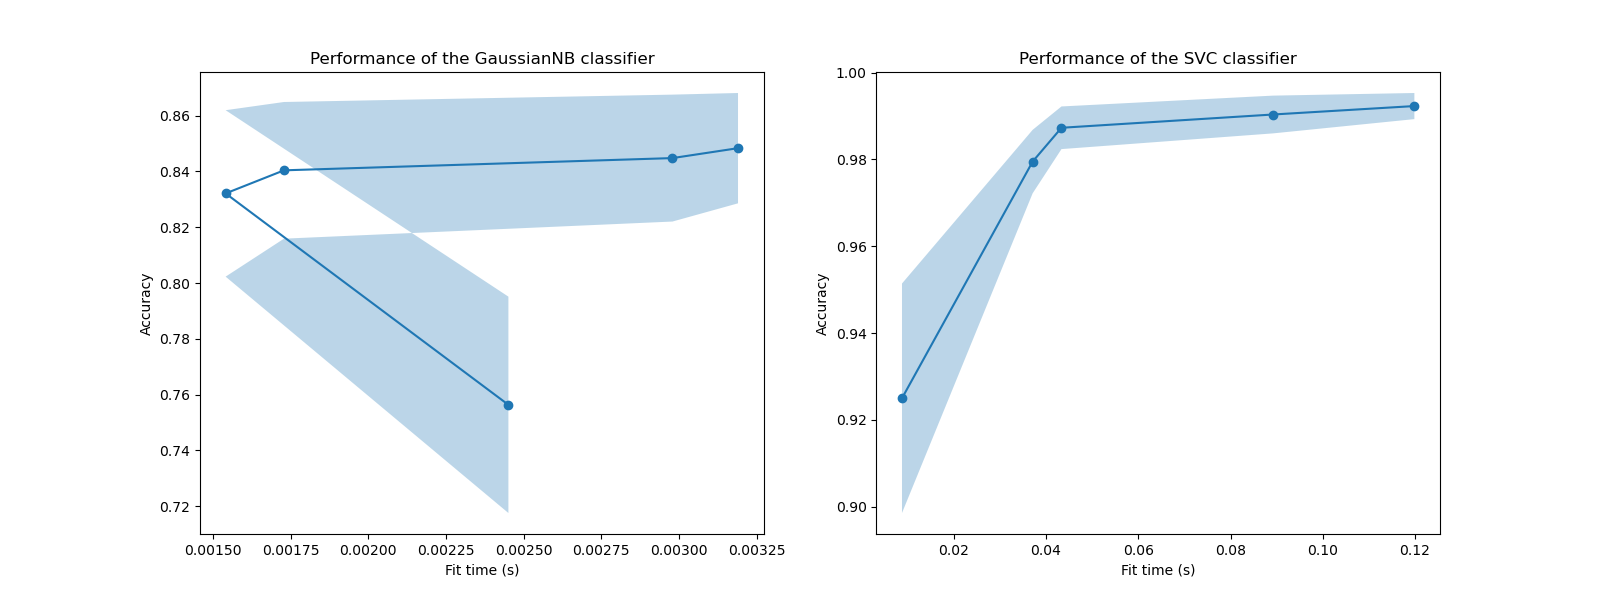 Performance of the GaussianNB classifier
0.86
0.84
0.82
0.80
0.78
0.76
0.74
0.72
Accuracy
0.00150 0.00175 0.00200 0.00225 0.00250 0.00275 0.00300 0.00325
Fit time (s)
Performance of the SVC classifier
1.00
0.98
0.96
0.94
0.92
0.90
Accuracy
0.02 0.04 0.06 0.08 0.10 0.12
Fit time (s)